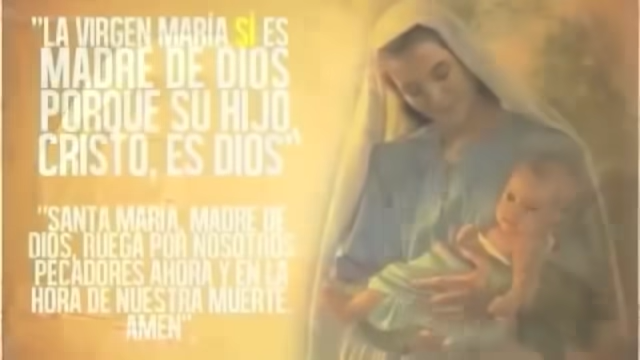 "LA VIRGEN MARÍA SÍ ES
MADRE DE DIOS
PORQUE SU HIJO,
CRISTO, ES DIOS"
"SANTA MARÍA, MADRE DE
DIOS, RUEGA POR NOSOTROS
PECADORES AHORA Y EN LA
HORA DE NUESTRA MUERTE.
AMEN"